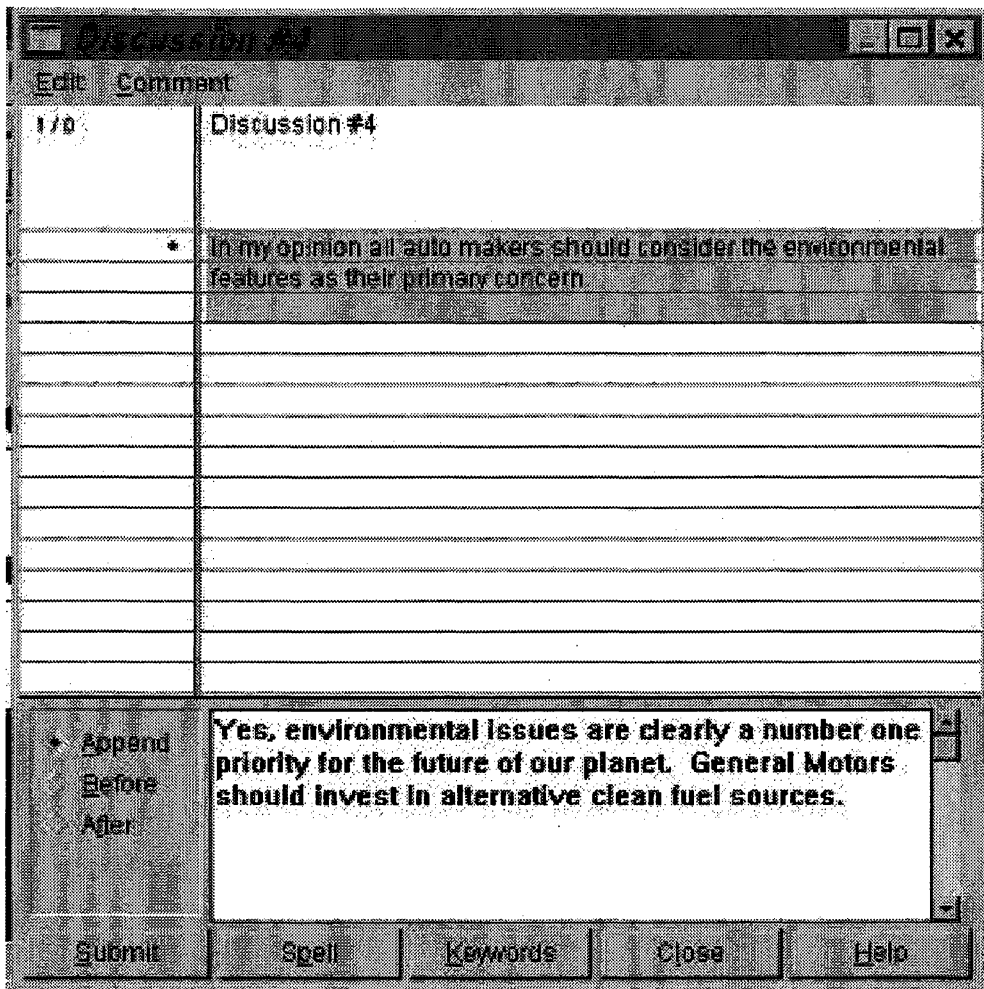 Discussion #4
Edit Comment
1/0 Discussion #4
In my opinion all auto makers should consider the environmental
features as their primary concern.
Append
Before
After
Yes, environmental issues are clearly a number one
priority for the future of our planet. General Motors
should invest in alternative clean fuel sources.
Submit Spell Keywords Close Help